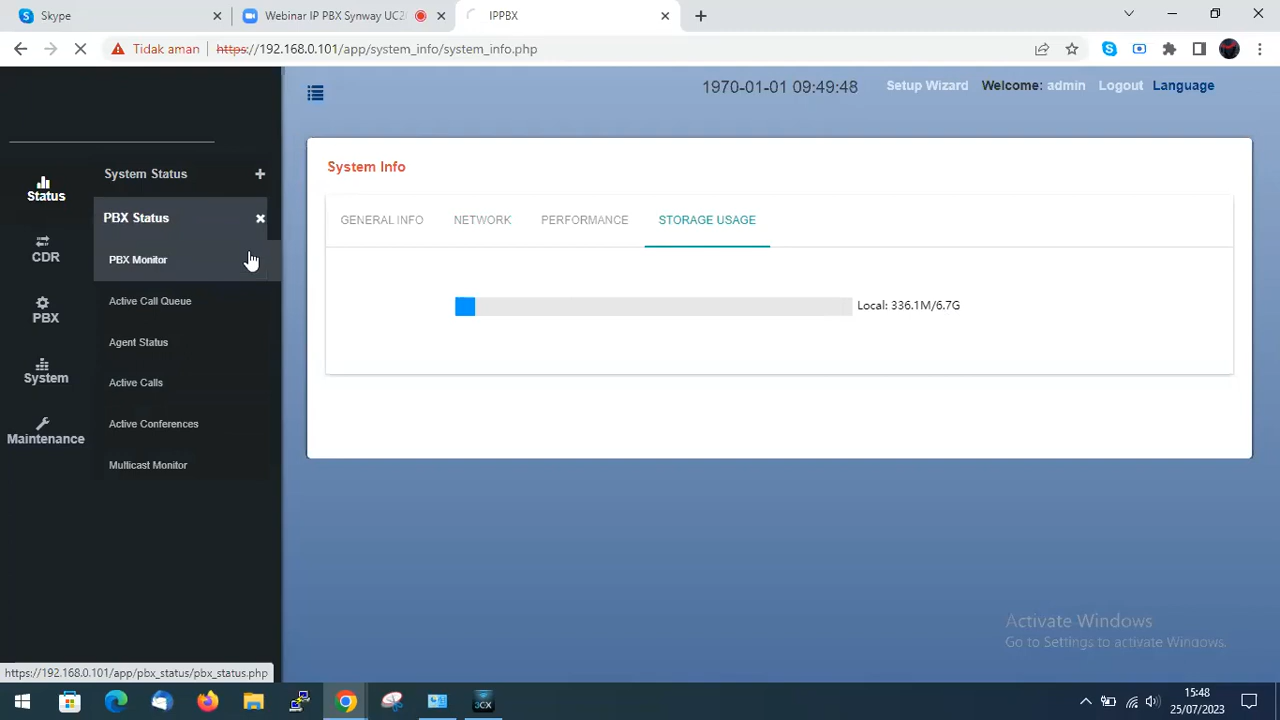 Skype
Webinar IP PBX Synway UC2
IPPBX
Tidak aman https://192.168.0.101/app/system_info/system_info.php
1970-01-01 09:49:48 Setup Wizard Welcome: admin Logout Language
Status
CDR
PBX
System
Maintenance
System Status +
PBX Status
PBX Monitor
Active Call Queue
Agent Status
Active Calls
Active Conferences
Multicast Monitor
System Info
GENERAL INFO NETWORK PERFORMANCE STORAGE USAGE
Local: 336.1M/6.7G
Activate Windows
Go to Settings to activate Windows.
https://192.168.0.101/app/pbx_status/pbx_status.php
3CX
15:48
25/07/2023